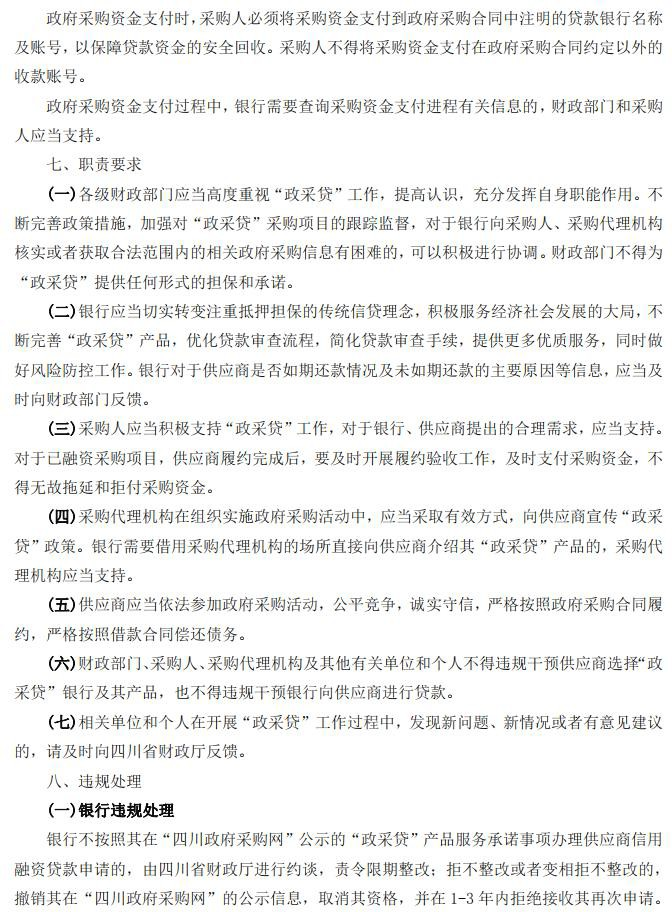 政府采购资金支付时，采购人必须将采购资金支付到政府采购合同中注明的贷款银行名称
及账号，以保障贷款资金的安全回收。采购人不得将采购资金支付在政府采购合同约定以外的
收款账号。
政府采购资金支付过程中，银行需要查询采购资金支付进程有关信息的，财政部门和采购
人应当支持。
七、职责要求
（一）各级财政部门应当高度重视“政采贷”工作，提高认识，充分发挥自身职能作用。不
断完善政策措施，加强对“政采贷”采购项目的跟踪监督，对于银行向采购人、采购代理机构
核实或者获取合法范围内的相关政府采购信息有困难的，可以积极进行协调。财政部门不得为
“政采贷”提供任何形式的担保和承诺。
（二）银行应当切实转变注重抵押担保的传统信贷理念，积极服务经济社会发展的大局，不
断完善“政采贷”产品，优化贷款审查流程，简化贷款审查手续，提供更多优质服务，同时做
好风险防控工作。银行对于供应商是否如期还款情况及未如期还款的主要原因等信息，应当及
时向财政部门反馈。
（三）采购人应当积极支持“政采贷”工作，对于银行、供应商提出的合理需求，应当支持。
对于已融资采购项目，供应商履约完成后，要及时开展履约验收工作，及时支付采购资金，不
得无故拖延和拒付采购资金。
（四）采购代理机构在组织实施政府采购活动中，应当采取有效方式，向供应商宣传“政采
贷”政策。银行需要借用采购代理机构的场所直接向供应商介绍其“政采贷”产品的，采购代
理机构应当支持。
（五）供应商应当依法参加政府采购活动，公平竞争，诚实守信，严格按照政府采购合同履
约，严格按照借款合同偿还债务。
（六）财政部门、采购人、采购代理机构及其他有关单位和个人不得违规干预供应商选择“政
采贷”银行及其产品，也不得违规干预银行向供应商进行贷款。
（七）相关单位和个人在开展“政采贷”工作过程中，发现新问题、新情况或者有意见建议
的，请及时向四川省财政厅反馈。
八、违规处理
（一）银行违规处理
银行不按照其在“四川政府采购网”公示的“政采贷”产品服务承诺事项办理供应商信用
融资贷款申请的，由四川省财政厅进行约谈，责令限期整改；拒不整改或者变相拒不整改的，
撤销其在“四川政府采购网”的公示信息，取消其资格，并在1-3年内拒绝接收其再次申请。